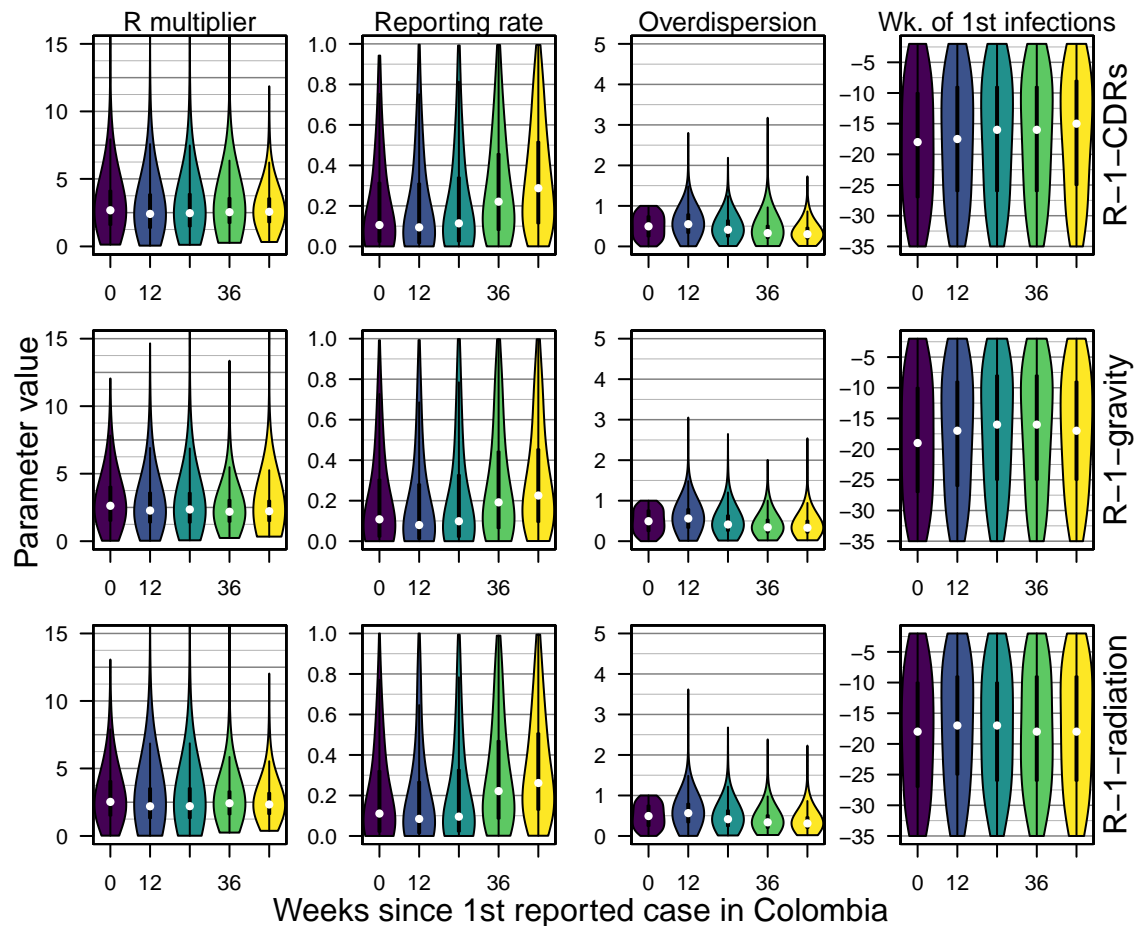 R multiplier Reporting rate Overdispersion Wk. of 1st infections
15 1.0 5 −5
10 0.8 4 −10
5 0.6 3 −15
0 0.4 2 −20
0.2 1 −25
0.0 0 −30
−35
R−1−CDRs
0 12 36 0 12 36 0 12 36 0 12 36
Parameter value
15 1.0 5 −5
10 0.8 4 −10
5 0.6 3 −15
0 0.4 2 −20
0.2 1 −25
0.0 0 −30
−35
R−1−gravity
0 12 36 0 12 36 0 12 36 0 12 36
15 1.0 5 −5
10 0.8 4 −10
5 0.6 3 −15
0 0.4 2 −20
0.2 1 −25
0.0 0 −30
−35
R−1−radiation
0 12 36 0 12 36 0 12 36 0 12 36
Weeks since 1st reported case in Colombia